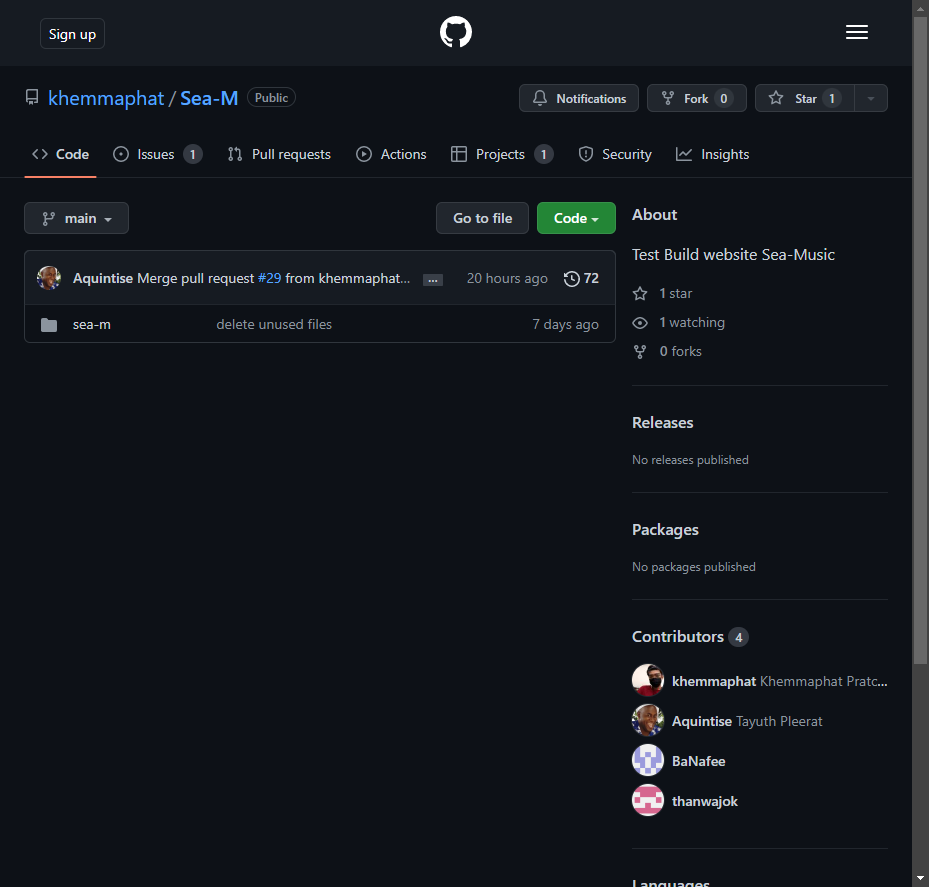 Sign up
khemmaphat / Sea-M Public
Notifications Fork 0 Star 1
Code Issues 1 Pull requests Actions Projects 1 Security Insights
main Go to file Code
Aquintise Merge pull request #29 from khemmaphat... ... 20 hours ago 72
sea-m delete unused files 7 days ago
About
Test Build website Sea-Music
1 star
1 watching
0 forks
Releases
No releases published
Packages
No packages published
Contributors 4
khemmaphat Khemmaphat Pratc...
Aquintise Tayuth Pleerat
BaNafee
thanwajok
Languages